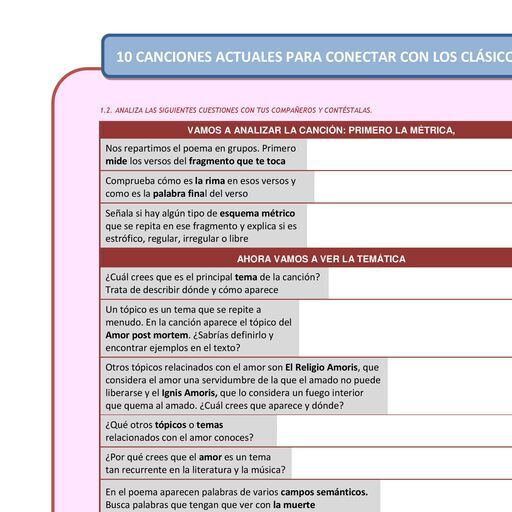 10 CANCIONES ACTUALES PARA CONECTAR CON LOS CLÁSICO
1.2. ANALIZA LAS SIGUIENTES CUESTIONES CON TUS COMPAÑEROS Y CONTÉSTALAS.
VAMOS A ANALIZAR LA CANCIÓN: PRIMERO LA MÉTRICA,
Nos repartimos el poema en grupos. Primero
mide los versos del fragmento que te toca
Comprueba cómo es la rima en esos versos y
como es la palabra final del verso
Señala si hay algún tipo de esquema métrico
que se repita en ese fragmento y explica si es
estrófico, regular, irregular o libre
AHORA VAMOS A VER LA TEMÁTICA
¿Cuál crees que es el principal tema de la canción?
Trata de describir dónde y cómo aparece
Un tópico es un tema que se repite a
menudo. En la canción aparece el tópico del
Amor post mortem. ¿Sabrías definirlo y
encontrar ejemplos en el texto?
Otros tópicos relacionados con el amor son El Religio Amoris, que
considera el amor una servidumbre de la que el amado no puede
liberarse y el Ignis Amoris, que lo considera un fuego interior
que quema al amado. ¿Cuál crees que aparece y dónde?
¿Qué otros tópicos o temas
relacionados con el amor conoces?
¿Por qué crees que el amor es un tema
tan recurrente en la literatura y la música?
En el poema aparecen palabras de varios campos semánticos.
Busca palabras que tengan que ver con la muerte